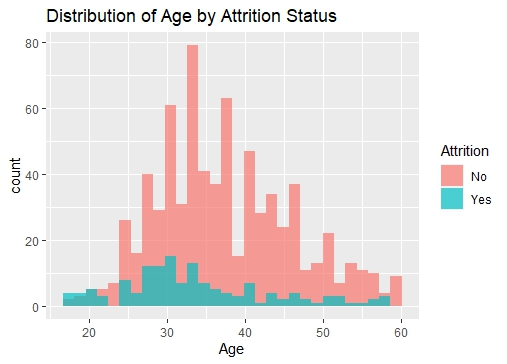 Distribution of Age by Attrition Status
80
60
40
20
0
count
20
30
40
50
60
Age
Attrition
No
Yes